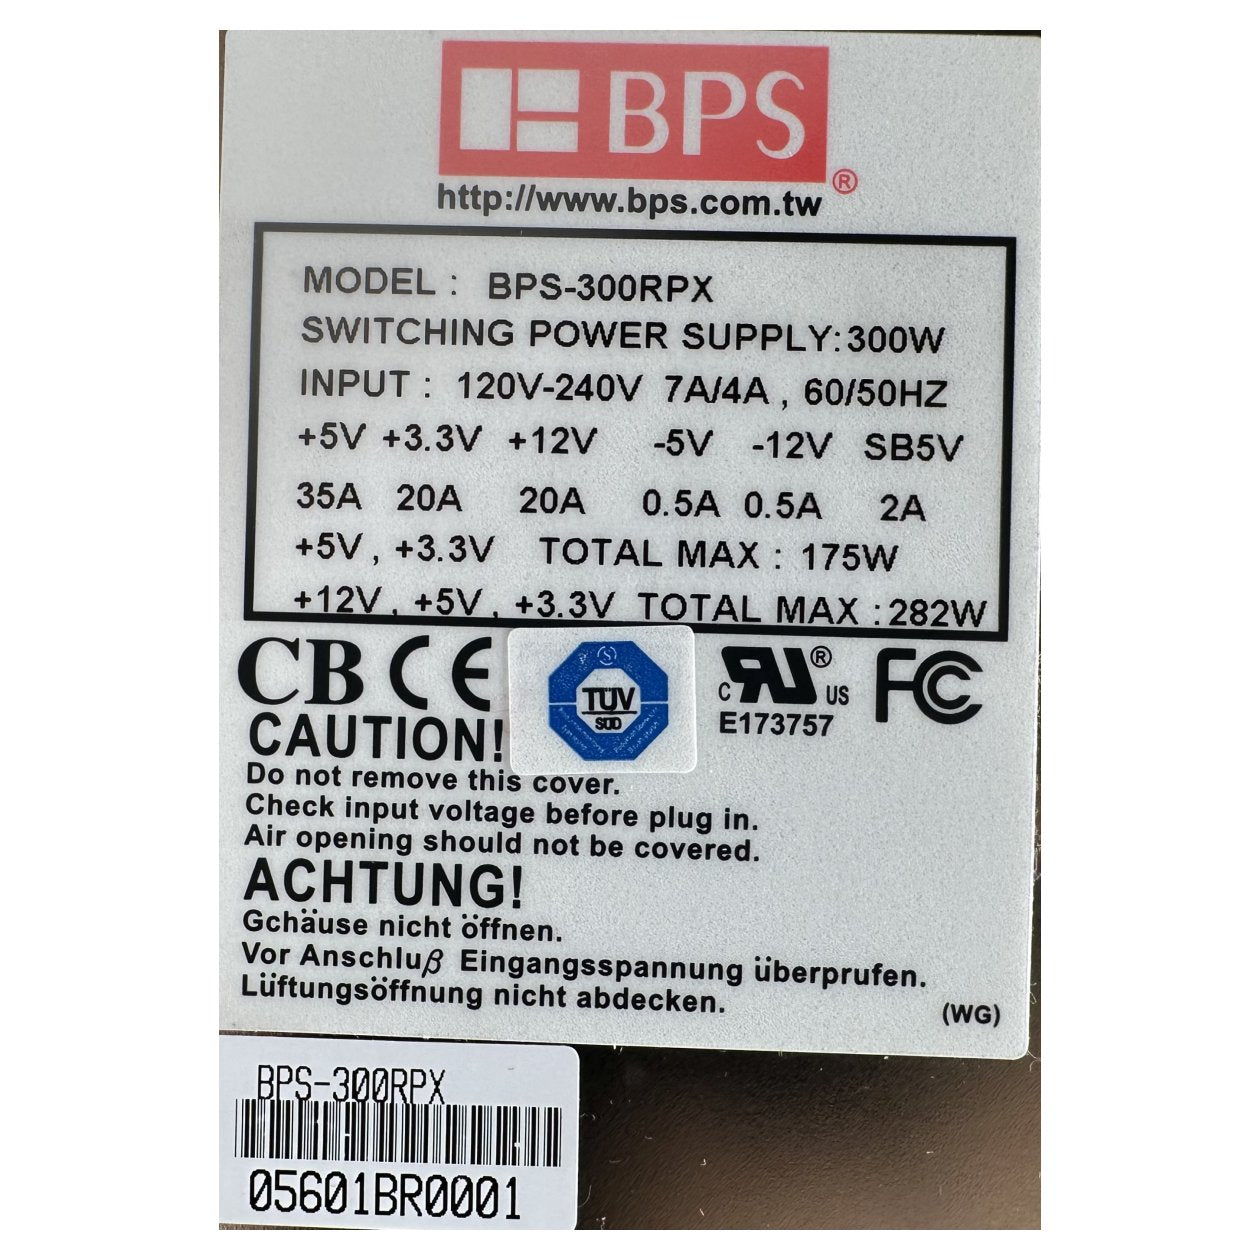 BPS®
http://www.bps.com.tw
MODEL : BPS-300RPX
SWITCHING POWER SUPPLY:300W
INPUT : 120V-240V 7A/4A , 60/50HZ
+5V +3.3V +12V -5V -12V SB5V
35A 20A 20A 0.5A 0.5A 2A
+5V , +3.3V TOTAL MAX : 175W
+12V , +5V , +3.3V TOTAL MAX :282W
CB CE TÜV SÜD c RU® US FC
E173757
CAUTION!
Do not remove this cover.
Check input voltage before plug in.
Air opening should not be covered.
ACHTUNG!
Gchäuse nicht öffnen.
Vor Anschluβ Eingangsspannung überprufen.
Lüftungsöffnung nicht abdecken.
(WG)
BPS-300RPX
05601BR0001